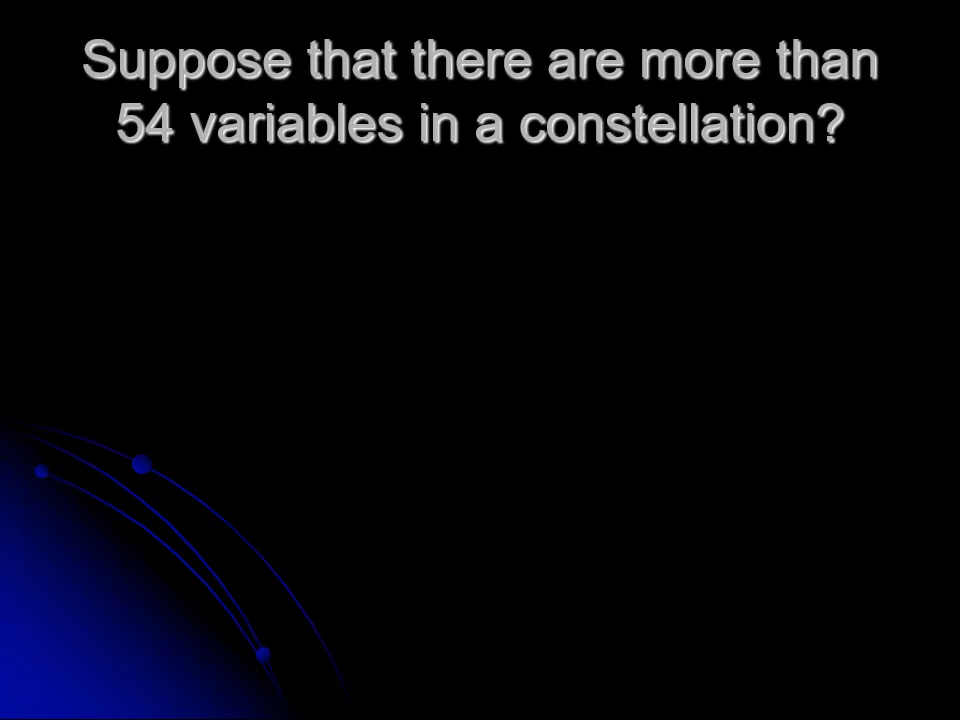 Suppose that there are more than
54 variables in a constellation?